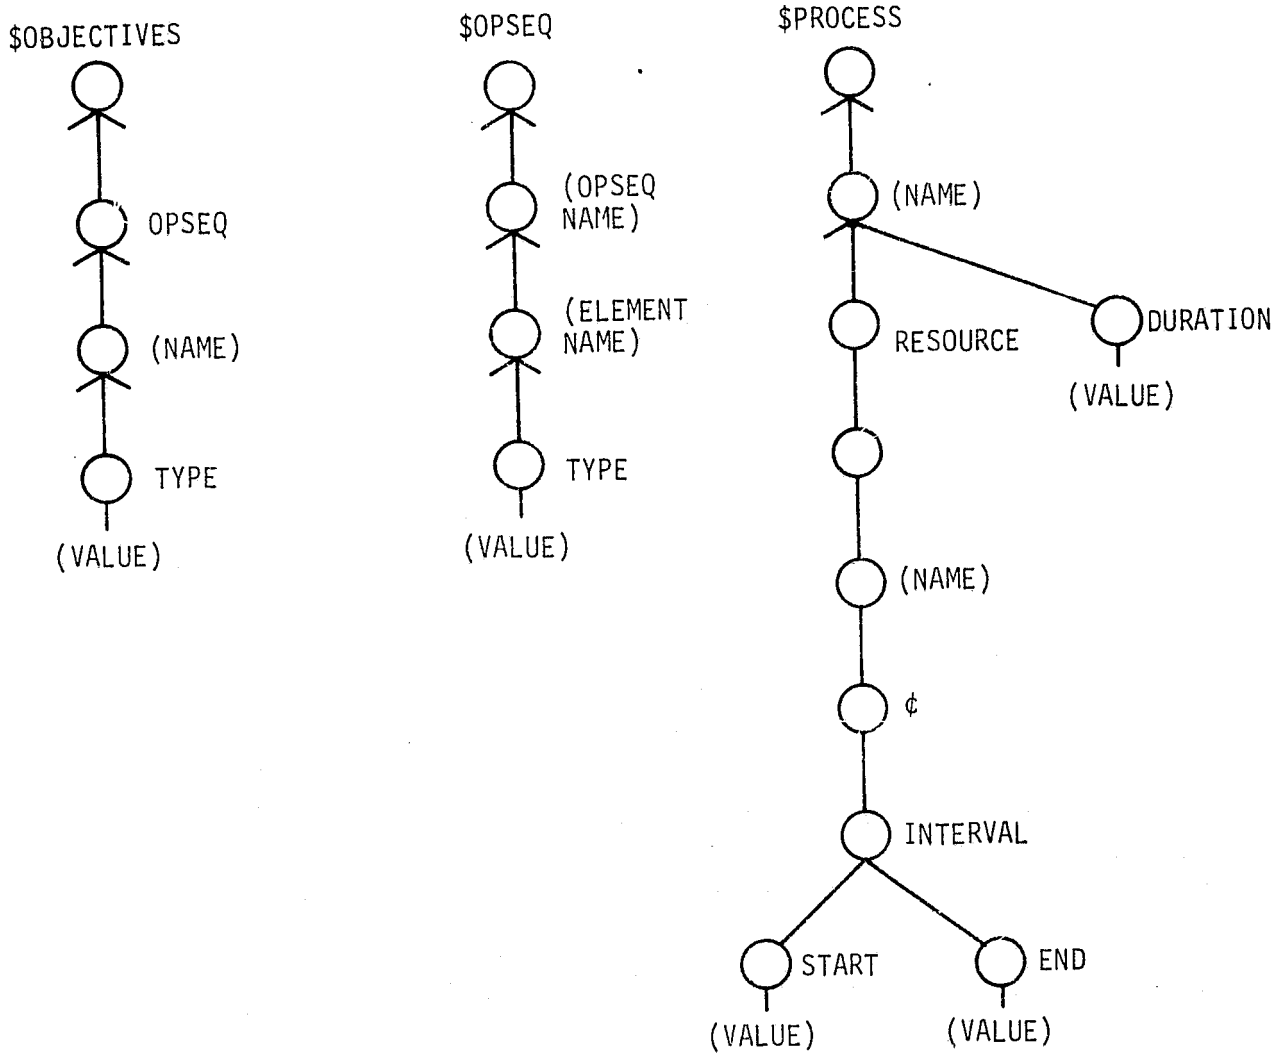 $OBJECTIVES
OPSEQ
(NAME)
TYPE
(VALUE)
$OPSEQ
(OPSEQ
NAME)
(ELEMENT
NAME)
TYPE
(VALUE)
$PROCESS
(NAME)
RESOURCE
DURATION
(VALUE)
(NAME)
¢
INTERVAL
START
(VALUE)
END
(VALUE)